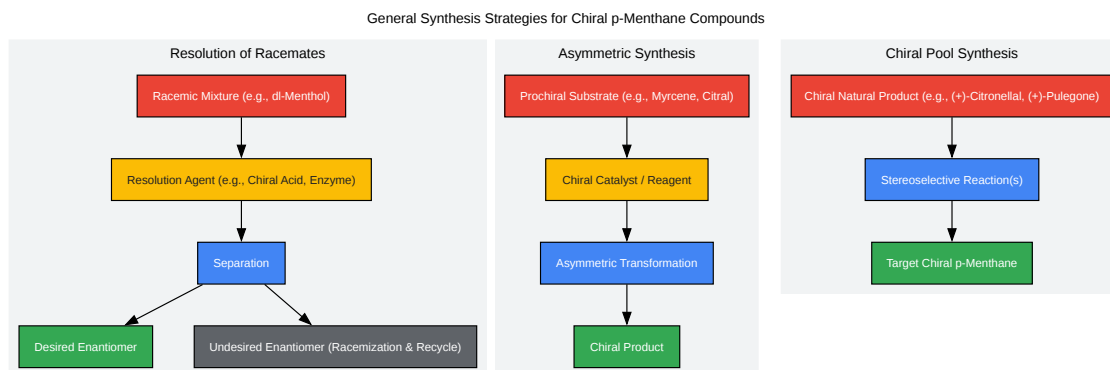 General Synthesis Strategies for Chiral p-Menthane Compounds
Resolution of Racemates
Racemic Mixture (e.g., dl-Menthol)
Resolution Agent (e.g., Chiral Acid, Enzyme)
Separation
Desired Enantiomer
Undesired Enantiomer (Racemization & Recycle)
Asymmetric Synthesis
Prochiral Substrate (e.g., Myrcene, Citral)
Chiral Catalyst / Reagent
Asymmetric Transformation
Chiral Product
Chiral Pool Synthesis
Chiral Natural Product (e.g., (+)-Citronellal, (+)-Pulegone)
Stereoselective Reaction(s)
Target Chiral p-Menthane